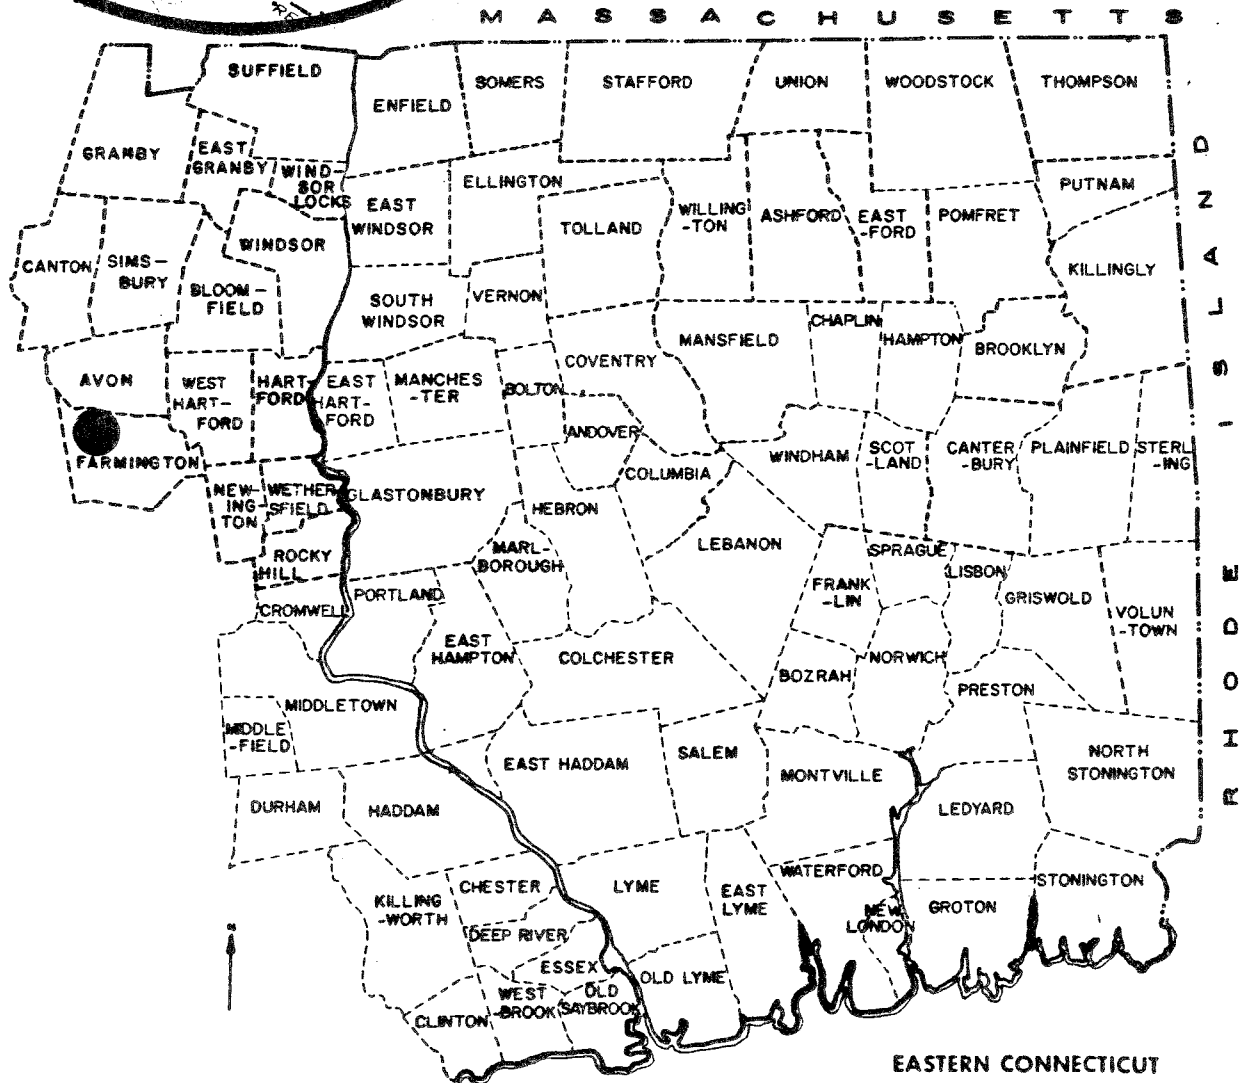 MASSACHUSETTS
SUFFIELD
SOMERS
STAFFORD
UNION
WOODSTOCK
THOMPSON
ENFIELD
GRANBY
EAST
GRANBY
WIND-
SOR
LOCKS
ELLINGTON
PUTNAM
EAST
WINDSOR
TOLLAND
WILLING
-TON
ASHFORD
EAST
-FORD
POMFRET
CANTON
SIMS-
BURY
WINDSOR
BLOOM-
FIELD
SOUTH
WINDSOR
VERNON
KILLINGLY
MANSFIELD
CHAPLIN
HAMPTON
BROOKLYN
COVENTRY
AVON
WEST
HART-
FORD
HART-
FORD
EAST
HART-
FORD
MANCHES
-TER
BOLTON
ANDOVER
COLUMBIA
WINDHAM
SCOT
-LAND
CANTER
-BURY
PLAINFIELD
STERL
-ING
FARMINGTON
NEW-
ING-
TON
WETHER
SFIELD
GLASTONBURY
HEBRON
ROCKY
HILL
MARL-
BOROUGH
LEBANON
SPRAGUE
LISBON
FRANK
-LIN
GRISWOLD
VOLUN
-TOWN
CROMWELL
PORTLAND
EAST
HAMPTON
COLCHESTER
BOZRAH
NORWICH
PRESTON
MIDDLETOWN
MIDDLE
-FIELD
EAST HADDAM
SALEM
MONTVILLE
NORTH
STONINGTON
DURHAM
HADDAM
LEDYARD
KILLING
-WORTH
CHESTER
LYME
EAST
LYME
WATERFORD
NEW
LONDON
GROTON
STONINGTON
DEEP RIVER
ESSEX
OLD LYME
WEST
-BROOK
OLD
SAYBROOK
CLINTON
RHODE ISLAND
EASTERN CONNECTICUT